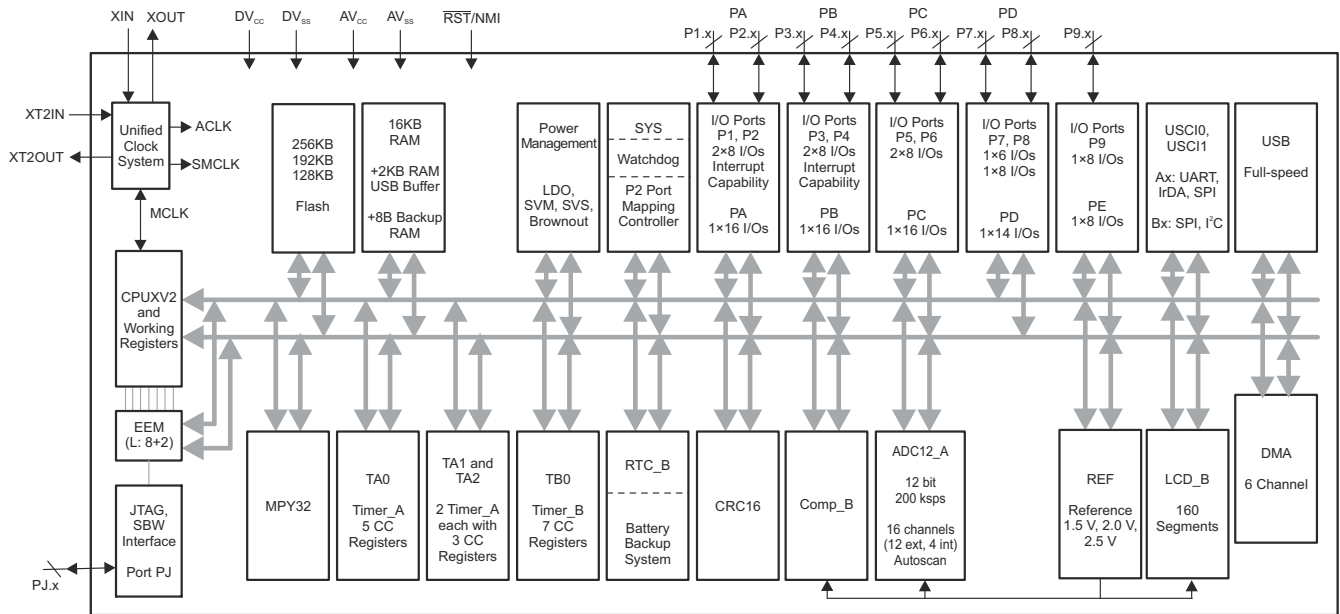 XIN
XOUT
DVCC
DVSS
AVCC
AVSS
RST/NMI
PA
P1.x
P2.x
PB
P3.x
P4.x
PC
P5.x
P6.x
PD
P7.x
P8.x
P9.x
XT2IN
XT2OUT
Unified
Clock
System
ACLK
SMCLK
MCLK
256KB
192KB
128KB
Flash
16KB
RAM
+2KB RAM
USB Buffer
+8B Backup
RAM
Power
Management
LDO
SVM, SVS,
Brownout
SYS
Watchdog
P2 Port
Mapping
Controller
I/O Ports
P1, P2
2×8 I/Os
Interrupt
Capability
PA
1×16 I/Os
I/O Ports
P3, P4
2×8 I/Os
Interrupt
Capability
PB
1×16 I/Os
I/O Ports
P5, P6
2×8 I/Os
PC
1×16 I/Os
I/O Ports
P7, P8
1×6 I/Os
1×8 I/Os
PD
1×14 I/Os
I/O Ports
P9
1×8 I/Os
PE
1×8 I/Os
USCI0,
USCI1
Ax: UART,
IrDA, SPI
Bx: SPI, I²C
USB
Full-speed
CPUXV2
and
Working
Registers
EEM
(L: 8+2)
JTAG,
SBW
Interface
Port PJ
PJ.x
MPY32
TA0
Timer_A
5 CC
Registers
TA1 and
TA2
2 Timer_A
each with
3 CC
Registers
TB0
Timer_B
7 CC
Registers
RTC_B
Battery
Backup
System
CRC16
Comp_B
ADC12_A
12 bit
200 ksps
16 channels
(12 ext, 4 int)
Autoscan
REF
Reference
1.5 V, 2.0 V,
2.5 V
LCD_B
160
Segments
DMA
6 Channel